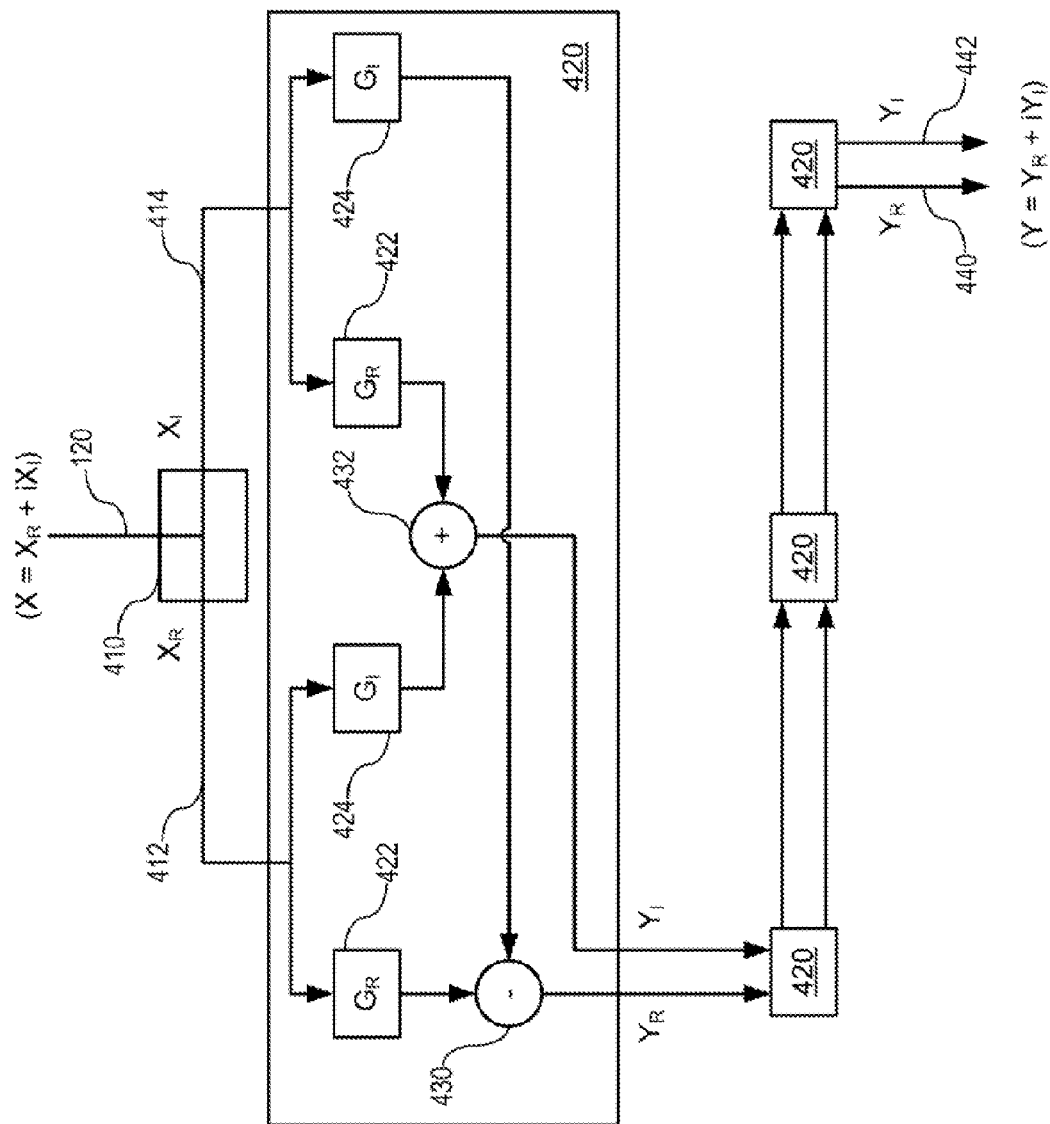 (X = X_R + iX_I)
120
410
X_R
X_I
412
414
G_R
422
G_I
424
432
G_R
422
G_I
424
+
430
-
420
Y_R
Y_I
420
420
420
Y_R
Y_I
440
442
(Y = Y_R + iY_I)